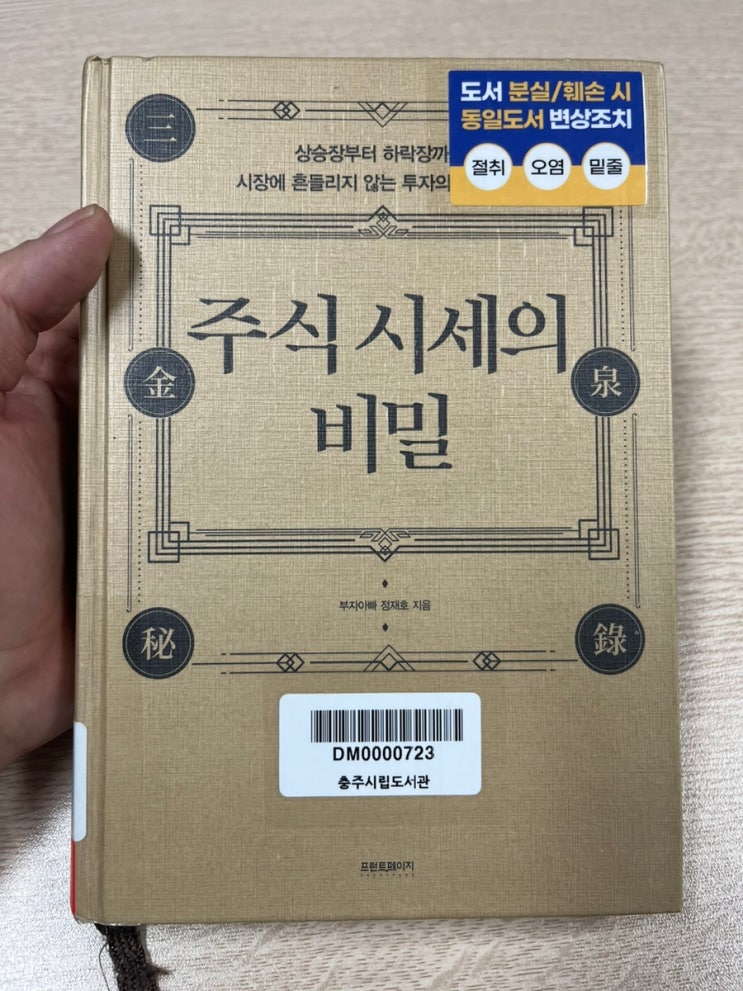 도서 분실/훼손 시
동일도서 변상조치
절취 오염 밑줄
三
상승장부터 하락장까
시장에 흔들리지 않는 투자의
주식 시세의
비밀
金 泉
부자아빠 정재호 지음
秘 錄
DM0000723
충주시립도서관
프런트페이지